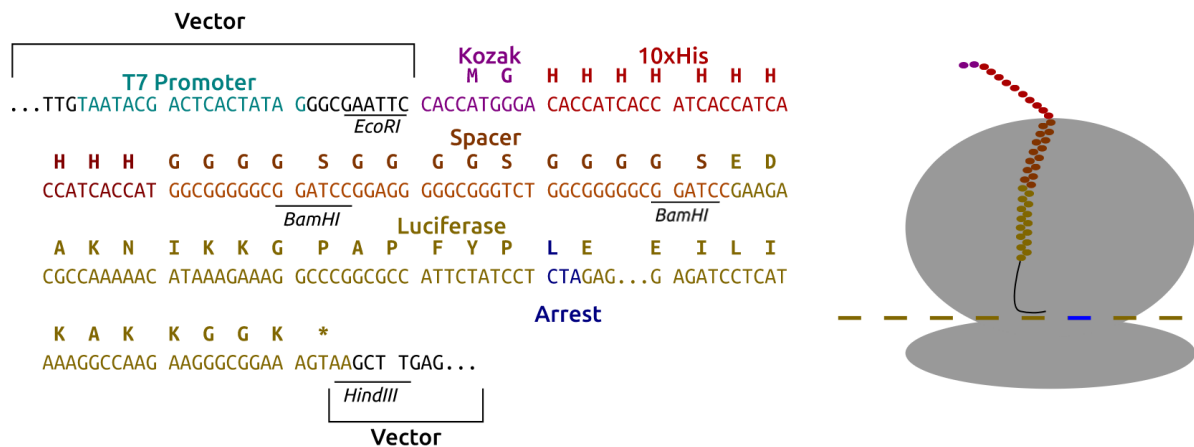 Vector
T7 Promoter Kozak 10xHis
M G H H H H H H H
...TTGTAATACG ACTCACTATAG GGGCGAATTC CACCATGGGA CACCATCACC ATCACCATCA
EcoRI
Spacer
H H H G G G G S G G G G S G G G G S E D
CCATCACCAT GGCGGGGGCG GATCCGGAGG GGGCGGGTCT GGCGGGGGCG GATCCGAAGA
BamHI BamHI
Luciferase
A K N I K K G P A P F Y P L E E I L I
CGCCAAAAAC ATAAAGAAAG GCCCGGCGCC ATTCTATCCT CTAGAG...G AGATCCTCAT
Arrest
K A K K G G K *
AAAGGCCAAG AAGGGCGGAA AGTAAGCT TGAG...
HindIII
Vector